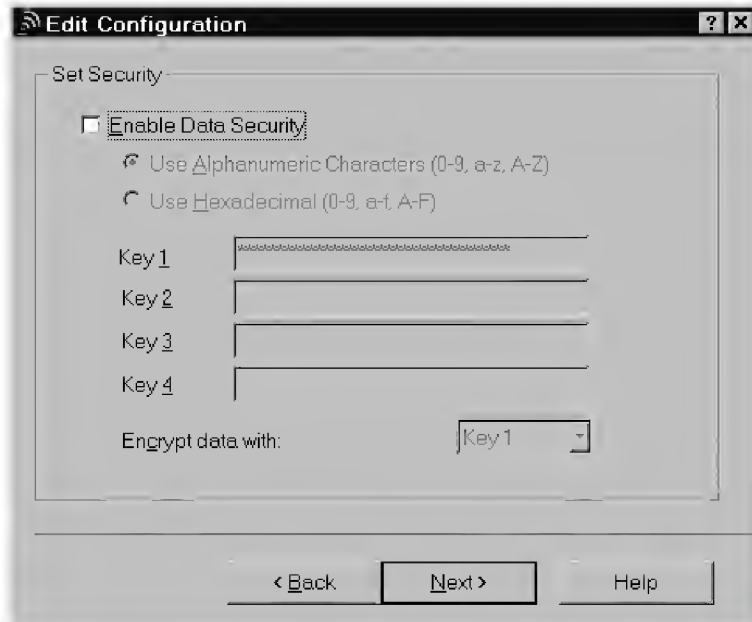 Edit Configuration
Set Security
Enable Data Security
Use Alphanumeric Characters (0-9, a-z, A-Z)
Use Hexadecimal (0-9, a-f, A-F)
Key 1
Key 2
Key 3
Key 4
Encrypt data with: Key 1
< Back Next > Help